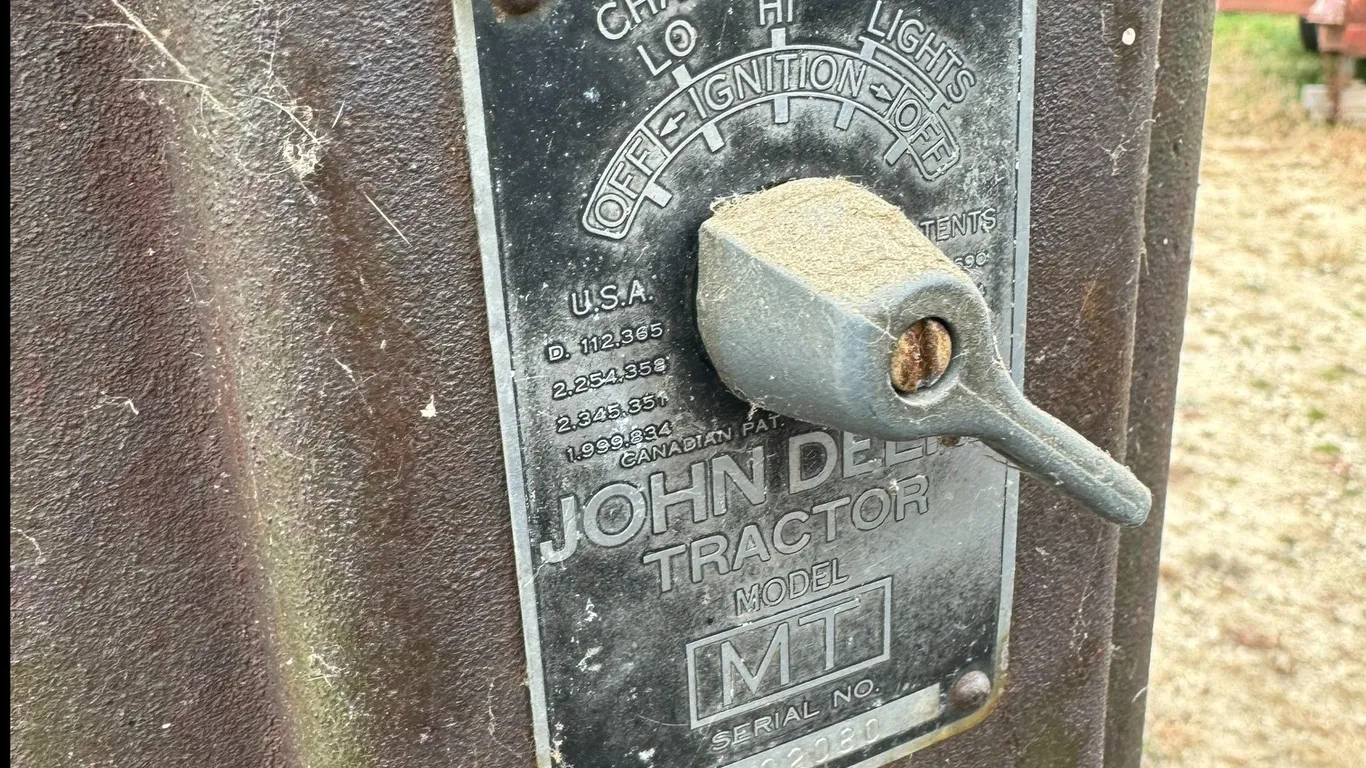 LO
HI
LIGHTS
OFF ← IGNITION → OFF
U.S.A.
D. 112,365
2,254,358
2,345,351
1,999,834
CANADIAN PAT.
JOHN
TRACTOR
MODEL
MT
SERIAL NO.